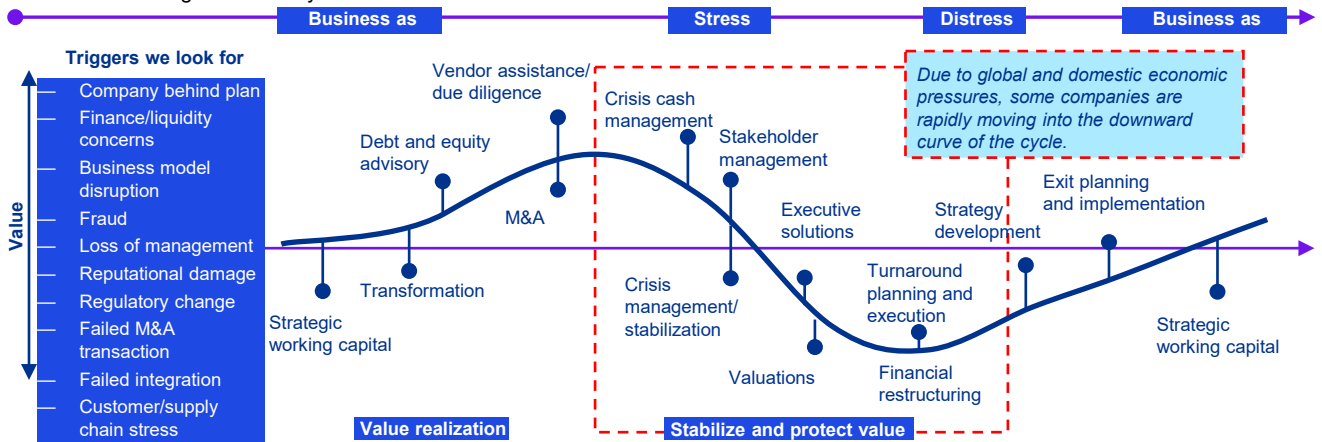 Business as
Stress
Distress
Business as
Triggers we look for
Value
Company behind plan
Finance/liquidity
concerns
Business model
disruption
Fraud
Loss of management
Reputational damage
Regulatory change
Failed M&A
transaction
Failed integration
Customer/supply
chain stress
Strategic
working capital
Transformation
Debt and equity
advisory
Vendor assistance/
due diligence
M&A
Crisis cash
management
Stakeholder
management
Crisis
management/
stabilization
Executive
solutions
Valuations
Turnaround
planning and
execution
Financial
restructuring
Strategy
development
Exit planning
and implementation
Strategic
working capital
Due to global and domestic economic
pressures, some companies are
rapidly moving into the downward
curve of the cycle.
Value realization
Stabilize and protect value